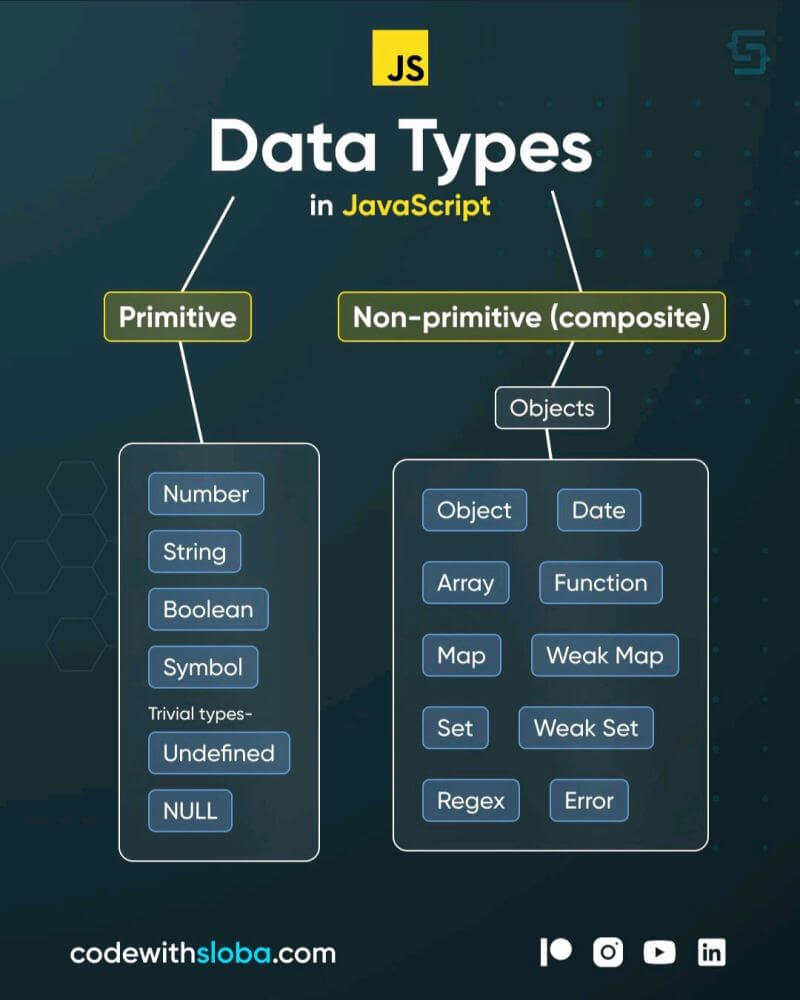 JS
Data Types
in JavaScript
Primitive
Non-primitive (composite)
Objects
Number
String
Boolean
Symbol
Trivial types-
Undefined
NULL
Object Date
Array Function
Map Weak Map
Set Weak Set
Regex Error
codewithsloba.com
in